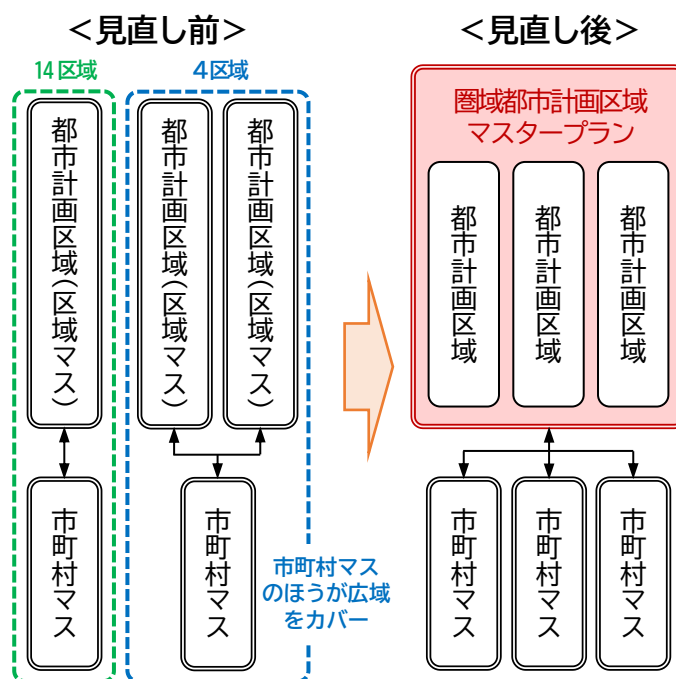 ＜見直し前＞
14区域
4区域
都市計画区域（区域マス）
都市計画区域（区域マス）
都市計画区域（区域マス）
市町村マス
市町村マス
市町村マス
のほうが広域
をカバー
＜見直し後＞
圏域都市計画区域
マスタープラン
都市計画区域
都市計画区域
都市計画区域
市町村マス
市町村マス
市町村マス